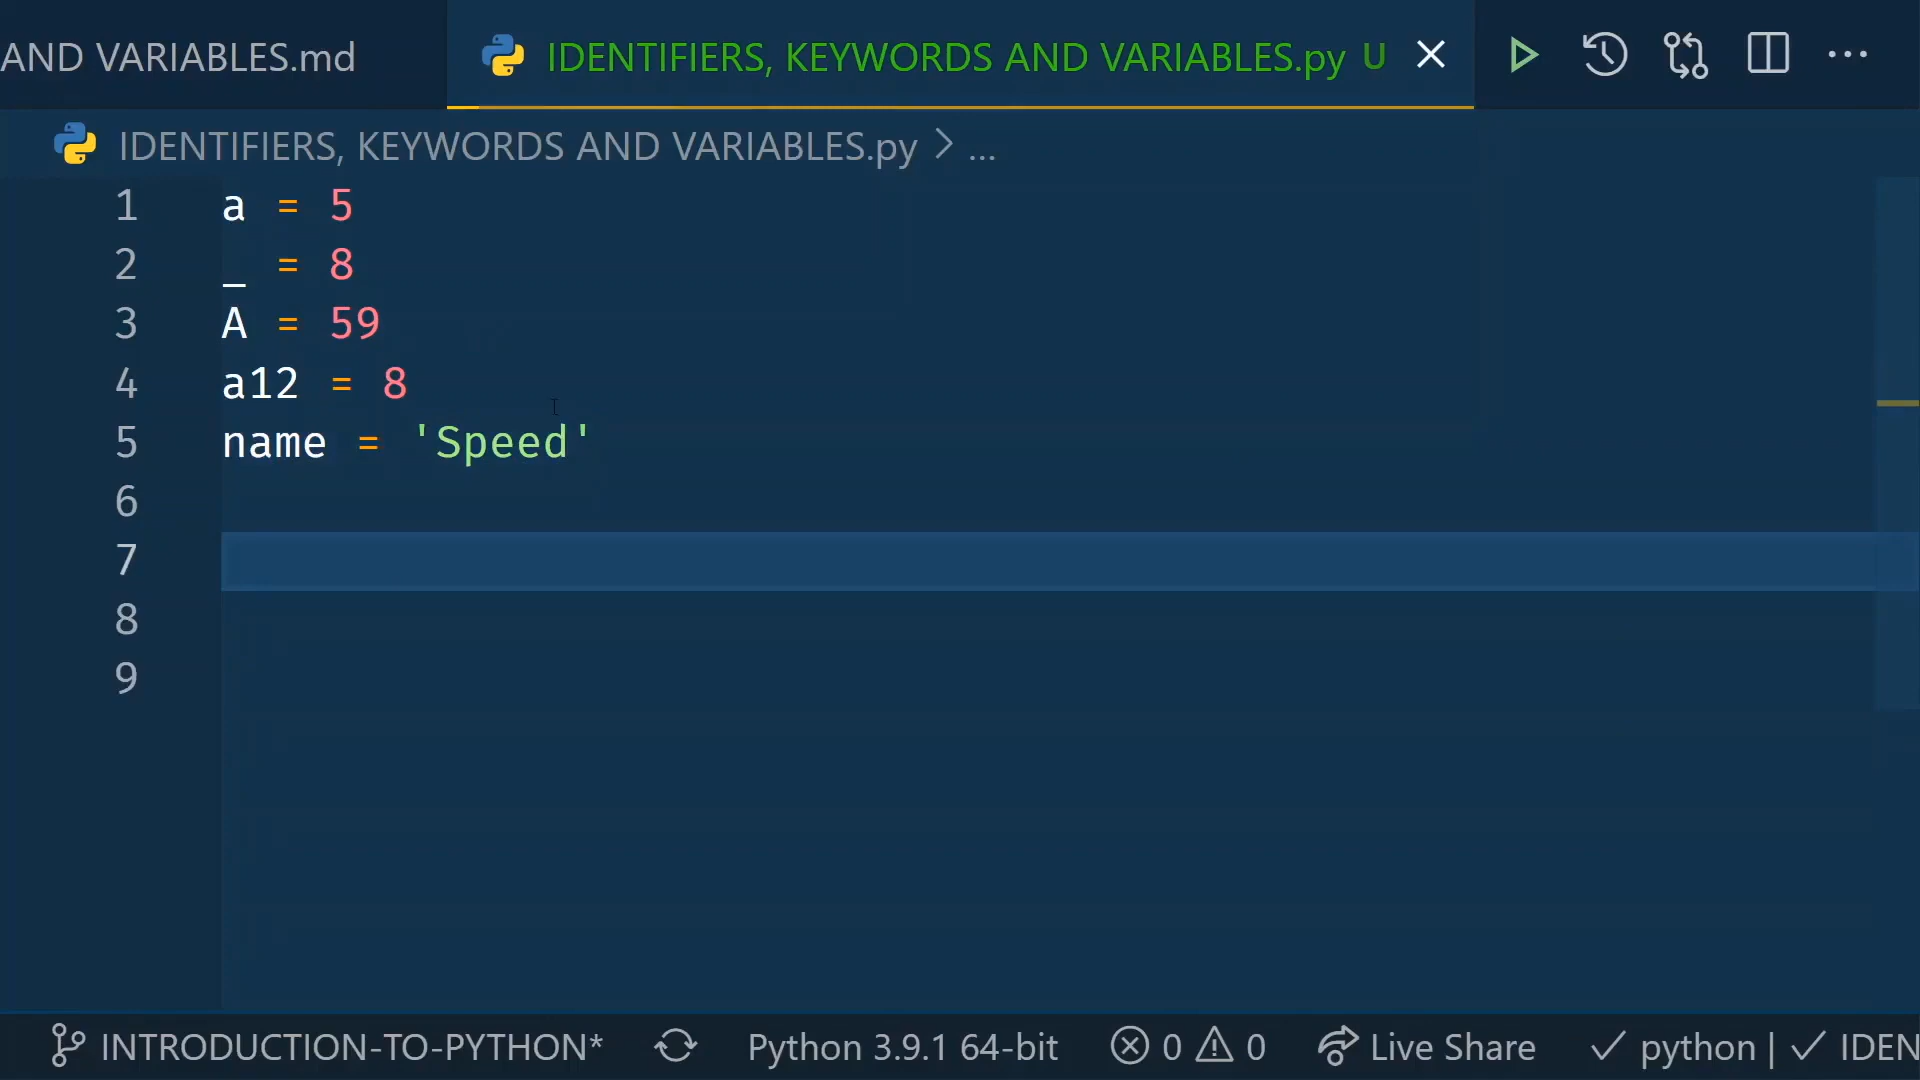 AND VARIABLES.md
IDENTIFIERS, KEYWORDS AND VARIABLES.py U
IDENTIFIERS, KEYWORDS AND VARIABLES.py > ...
1 a = 5
2 _ = 8
3 A = 59
4 a12 = 8
5 name = 'Speed'
6
7
8
9
INTRODUCTION-TO-PYTHON* Python 3.9.1 64-bit 0 0 Live Share python | IDEN